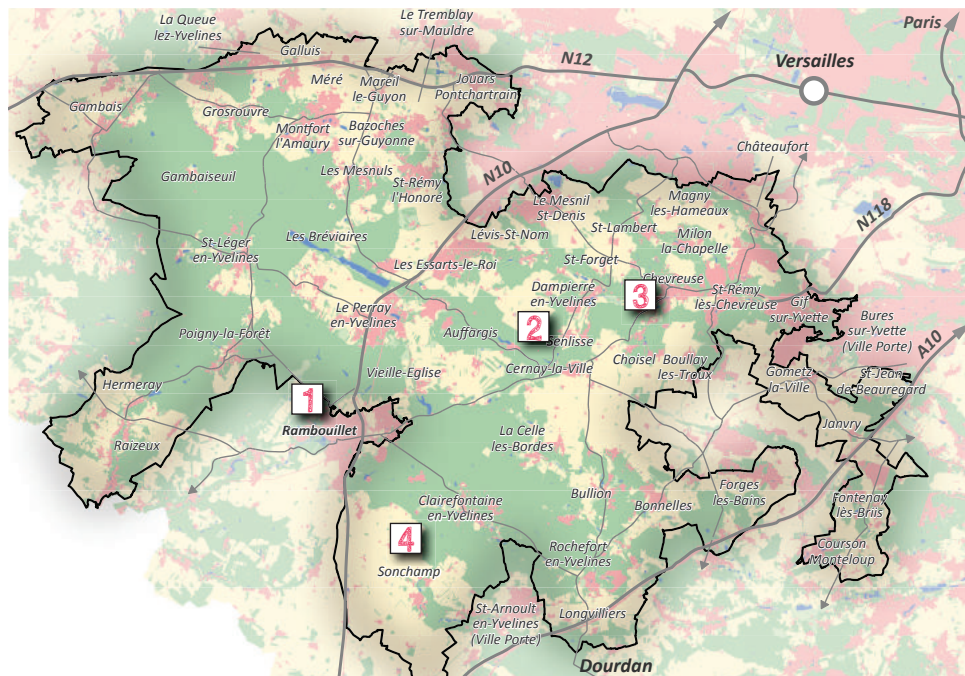 La Queue
lez-Yvelines
Le Tremblay
sur-Mauldre
Paris
Galluis
N12
Versailles
Méré
Mareil
le-Guyon
Jouars
Pontchartrain
Gambais
Grosrouvre
Montfort
l'Amaury
Bazoches
sur-Guyonne
Châteaufort
Gambaiseuil
Les Mesnuls
St-Rémy
l'Honoré
N10
Le Mesnil
St-Denis
Magny
les-Hameaux
N118
St-Léger
en-Yvelines
Les Bréviaires
Lévis-St-Nom
St-Lambert
Milon
la-Chapelle
Les Essarts-le-Roi
St-Forget
Chevreuse
Dampierre
en-Yvelines
3
St-Rémy
lès-Chevreuse
Gif
sur-Yvette
Bures
sur-Yvette
(Ville Porte)
A10
Le Perray
en-Yvelines
Poigny-la-Forêt
Auffargis
2
Senlisse
Cernay-la-Ville
Choisel
Boullay
les-Troux
Gometz
la-Ville
St-Jean
de-Beauregard
Hermeray
Vieille-Eglise
1
Rambouillet
Raizeux
La Celle
les-Bordes
Janvry
Clairefontaine
en-Yvelines
Bullion
Bonnelles
Forges
les-Bains
Fontenay
lès-Briis
4
Sonchamp
Rochefort
en-Yvelines
Courson
Monteloup
St-Arnoult
en-Yvelines
(Ville Porte)
Longvilliers
Dourdan